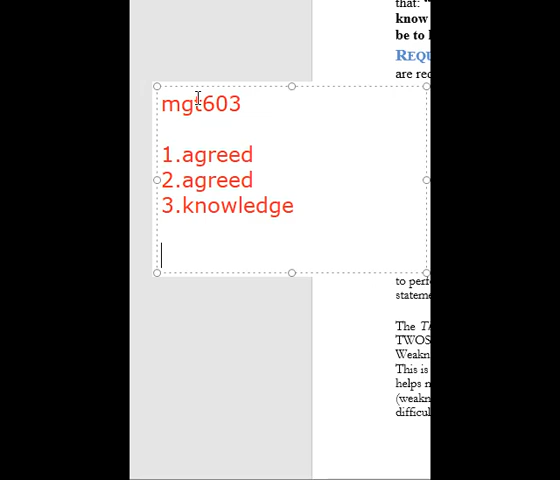 that:
know
be to
REQU
are rec
mgt603
1.agreed
2.agreed
3.knowledge
to perf
stateme
The
TWOS
Weakn
This is
helps n
(weakn
difficul